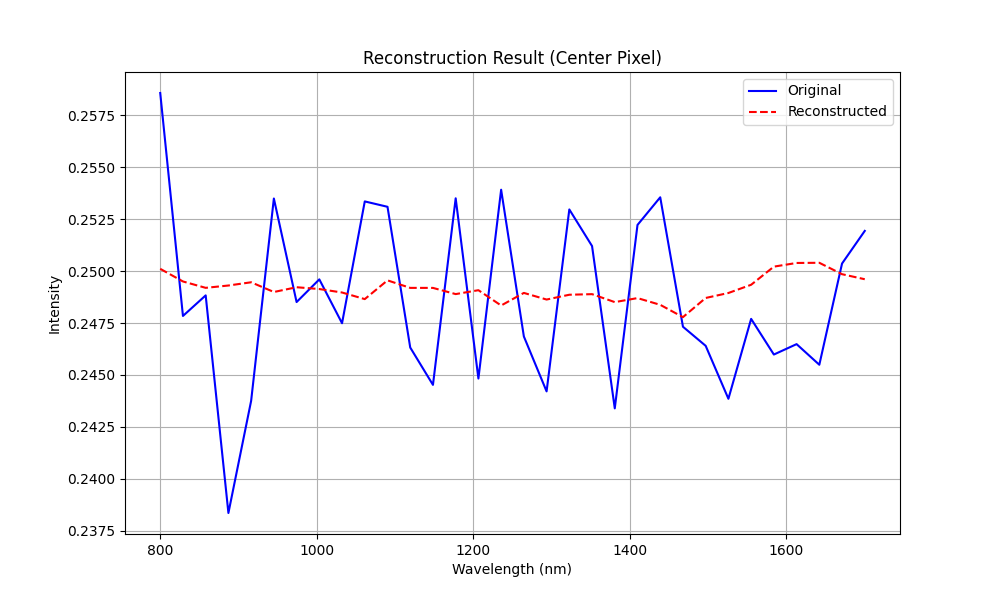 Reconstruction Result (Center Pixel)
Original
Reconstructed
0.2575
0.2550
0.2525
0.2500
0.2475
0.2450
0.2425
0.2400
0.2375
Intensity
800 1000 1200 1400 1600
Wavelength (nm)